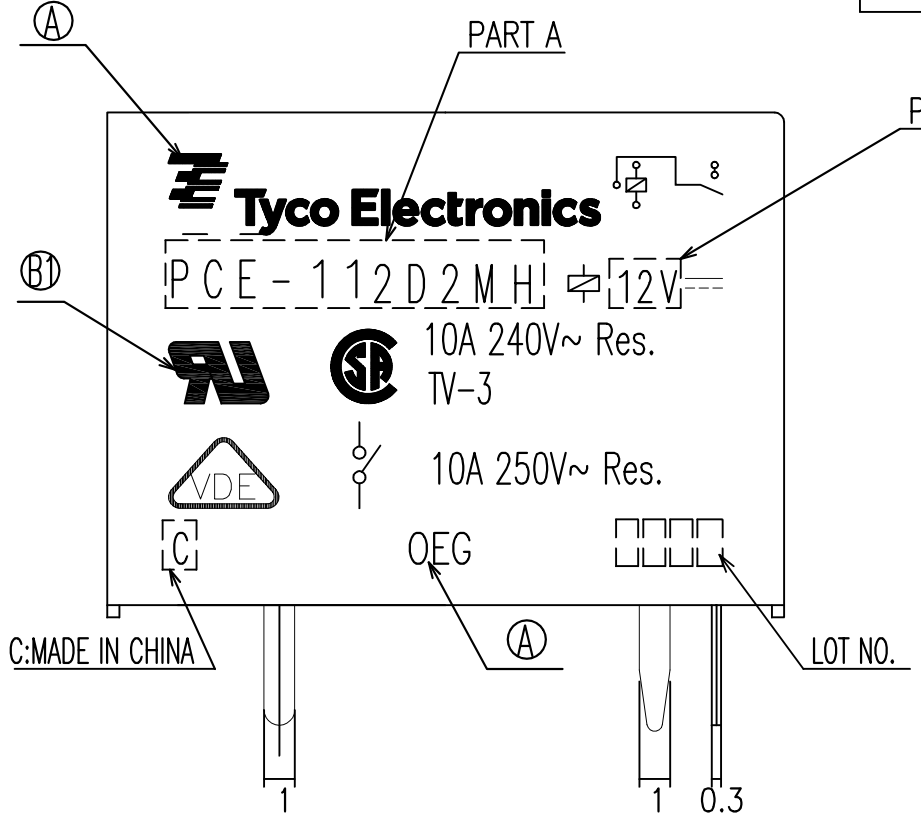 A
PART A
P
Tyco Electronics
B1
PCE-112D2MH 12V
10A 240V~ Res.
TV-3
VDE
10A 250V~ Res.
C
OEG
C:MADE IN CHINA
A
LOT NO.
1
1
0.3